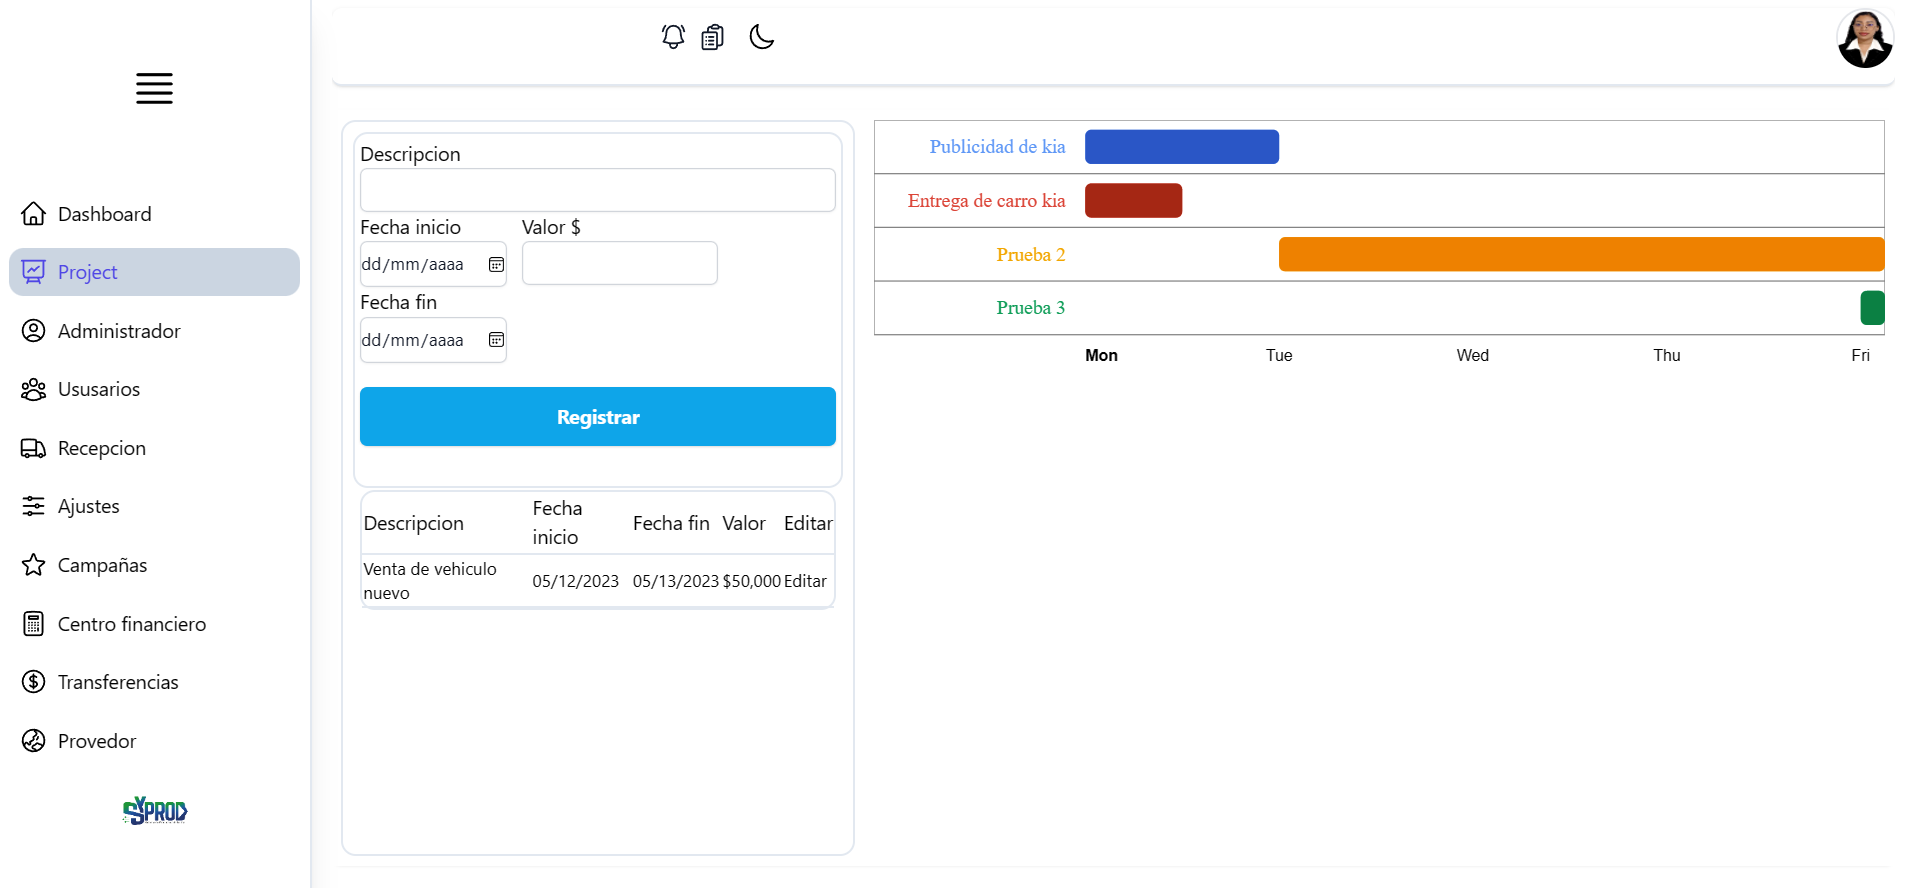 Dashboard
Project
Administrador
Ususarios
Recepcion
Ajustes
Campañas
Centro financiero
Transferencias
Provedor
SYPROD
Descripcion
Fecha inicio
Valor $
dd/mm/aaaa
Fecha fin
dd/mm/aaaa
Registrar
Descripcion Fecha inicio Fecha fin Valor Editar
Venta de vehiculo nuevo 05/12/2023 05/13/2023 $50,000 Editar
Publicidad de kia
Entrega de carro kia
Prueba 2
Prueba 3
Mon Tue Wed Thu Fri